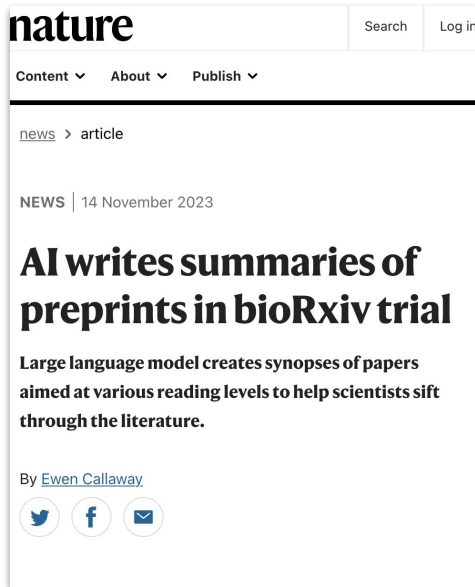 nature
Search
Log in
Content
About
Publish
news > article
NEWS | 14 November 2023
AI writes summaries of
preprints in bioRxiv trial
Large language model creates synopses of papers
aimed at various reading levels to help scientists sift
through the literature.
By Ewen Callaway